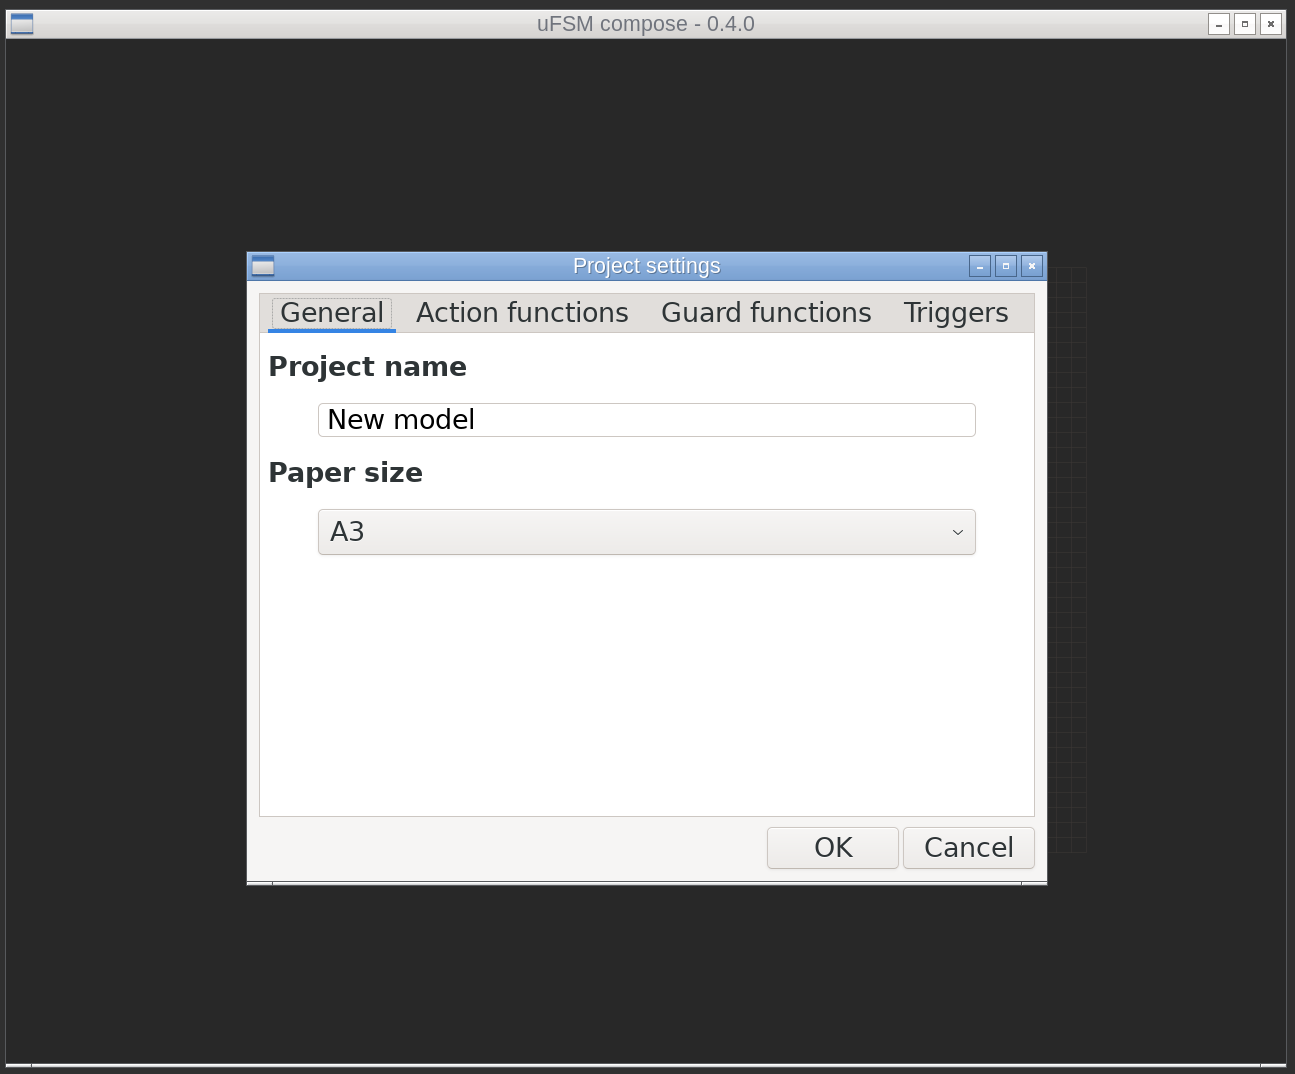 uFSM compose - 0.4.0
Project settings
General Action functions Guard functions Triggers
Project name
New model
Paper size
A3
OK Cancel